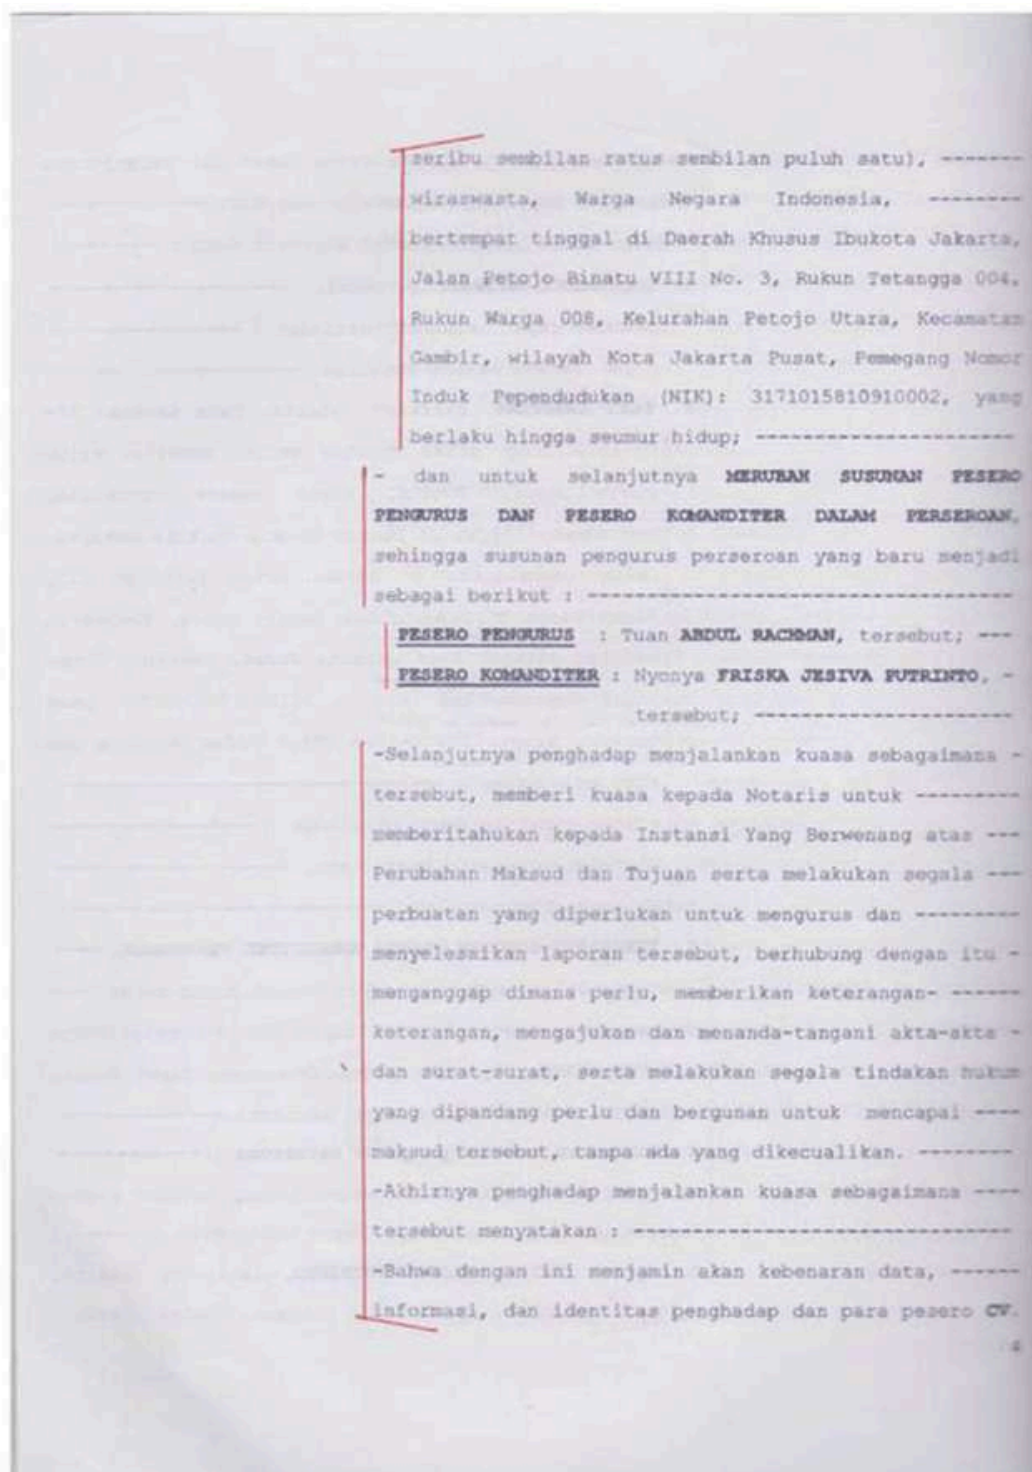 seribu sembilan ratus sembilan puluh satu), -------
wiraswasta, Warga Negara Indonesia, --------
bertempat tinggal di Daerah Khusus Ibukota Jakarta,
Jalan Petojo Binatu VIII No. 3, Rukun Tetangga 004,
Rukun Warga 008, Kelurahan Petojo Utara, Kecamatan
Gambir, wilayah Kota Jakarta Pusat, Pemegang Nomor
Induk Pependudukan (NIK): 3171015810910002, yang
berlaku hingga seumur hidup; ----------------------
- dan untuk selanjutnya MERUBAH SUSUNAN PESERO
PENGURUS DAN PESERO KOMANDITER DALAM PERSEROAN,
sehingga susunan pengurus perseroan yang baru menjadi
sebagai berikut : ------------------------------------
PESERO PENGURUS : Tuan ABDUL RACHMAN, tersebut; ---
PESERO KOMANDITER : Nyonya FRISKA JESIVA PUTRINTO, -
tersebut; ----------------------
-Selanjutnya penghadap menjalankan kuasa sebagaimana -
tersebut, memberi kuasa kepada Notaris untuk ---------
memberitahukan kepada Instansi Yang Berwenang atas ---
Perubahan Maksud dan Tujuan serta melakukan segala ---
perbuatan yang diperlukan untuk mengurus dan ---------
menyelesaikan laporan tersebut, berhubung dengan itu -
menganggap dimana perlu, memberikan keterangan- ------
keterangan, mengajukan dan menanda-tangani akta-akta -
dan surat-surat, serta melakukan segala tindakan hukum
yang dipandang perlu dan bergunan untuk mencapai ----
maksud tersebut, tanpa ada yang dikecualikan. --------
-Akhirnya penghadap menjalankan kuasa sebagaimana ----
tersebut menyatakan : --------------------------------
-Bahwa dengan ini menjamin akan kebenaran data, ------
informasi, dan identitas penghadap dan para pesero CV.